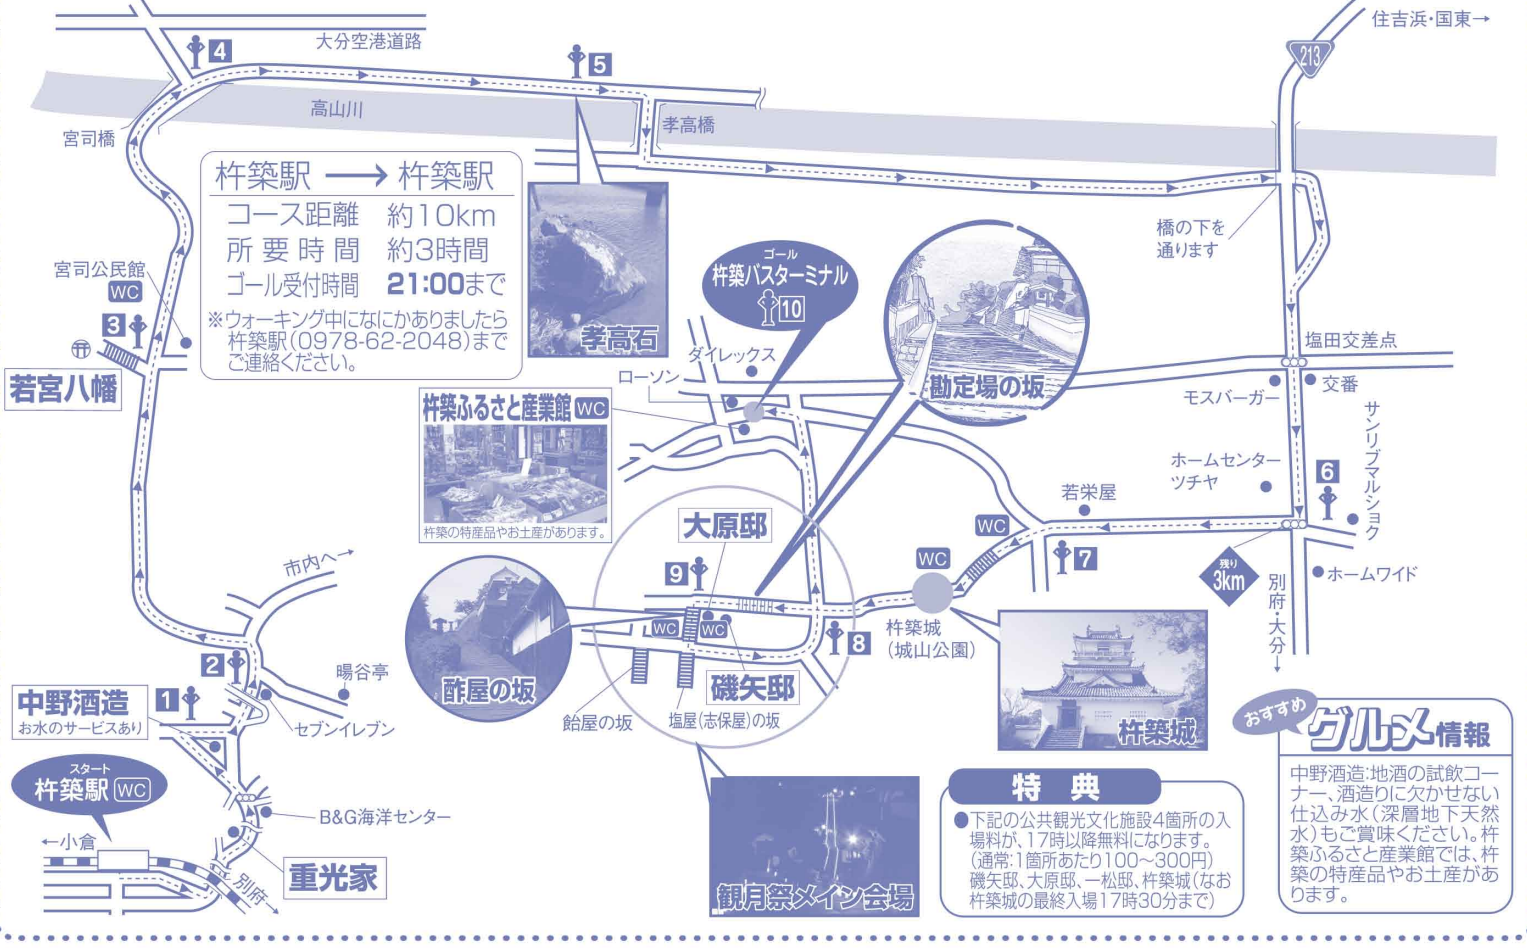 大分空港道路
住吉浜・国東→
213
4
5
高山川
宮司橋
孝高橋
杵築駅 → 杵築駅
コース距離 約10km
所要時間 約3時間
ゴール受付時間 21:00まで
※ウォーキング中になにかありましたら
杵築駅(0978-62-2048)まで
ご連絡ください。
孝高石
橋の下を
通ります
宮司公民館
WC
3
若宮八幡
ゴール
杵築バスターミナル
10
ダイレックス
ローソン
勘定場の坂
塩田交差点
モスバーガー
交番
サンリブマルショク
杵築ふるさと産業館 WC
杵築の特産品やお土産があります。
ホームセンター
ツチヤ
6
若栄屋
WC
7
残り
3km
ホームワイド
別府・大分→
大原邸
9
WC
WC
WC
8
杵築城
(城山公園)
酢屋の坂
磯矢邸
飴屋の坂
塩屋(志保屋)の坂
杵築城
市内へ→
2
暘谷亭
1
中野酒造
お水のサービスあり
セブンイレブン
スタート
杵築駅 WC
B&G海洋センター
←小倉
重光家
別府→
観月祭メイン会場
特典
●下記の公共観光文化施設4箇所の入
場料が、17時以降無料になります。
(通常:1箇所あたり100〜300円)
磯矢邸、大原邸、一松邸、杵築城(なお
杵築城の最終入場17時30分まで)
おすすめ
グルメ情報
中野酒造:地酒の試飲コー
ナー、酒造りに欠かせない
仕込み水(深層地下天然
水)もご賞味ください。杵
築ふるさと産業館では、杵
築の特産品やお土産があ
ります。